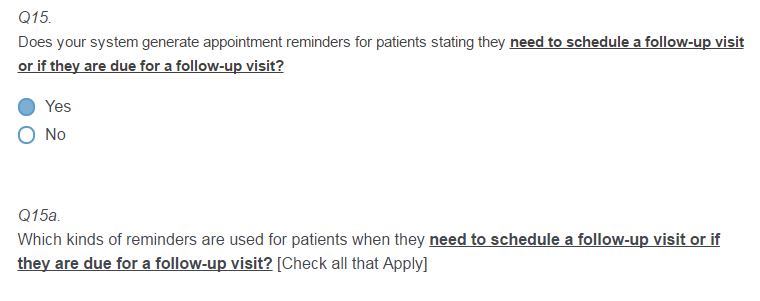 Q15.
Does your system generate appointment reminders for patients stating they need to schedule a follow-up visit
or if they are due for a follow-up visit?
Yes
No
Q15a.
Which kinds of reminders are used for patients when they need to schedule a follow-up visit or if
they are due for a follow-up visit? [Check all that Apply]